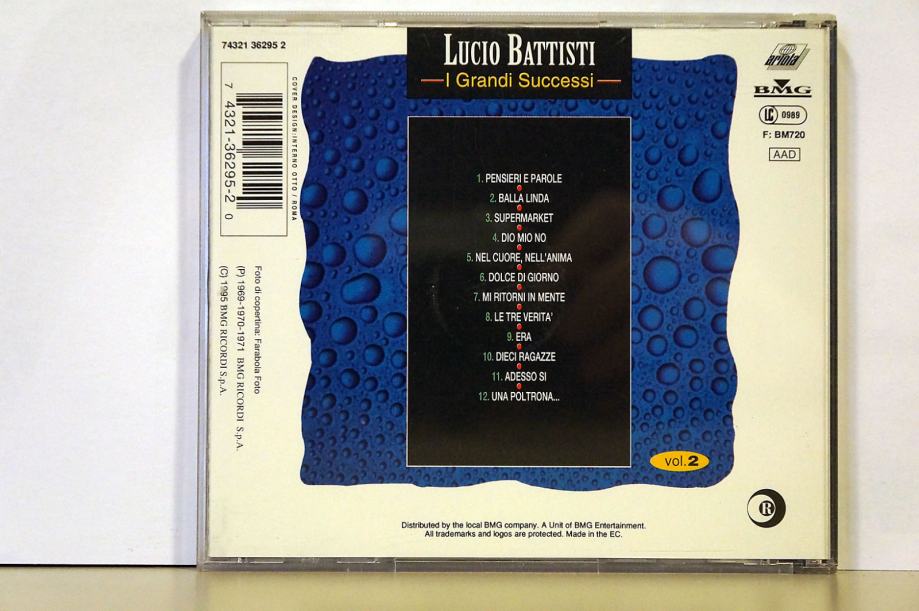 74321 36295 2
LUCIO BATTISTI
I Grandi Successi
ariola
BMG
LC 0989
F: BM720
AAD
7 4321-36295-2 0
COVER DESIGN:INTERNO OTTO / ROMA
1. PENSIERI E PAROLE
2. BALLA LINDA
3. SUPERMARKET
4. DIO MIO NO
5. NEL CUORE, NELL'ANIMA
6. DOLCE DI GIORNO
7. MI RITORNI IN MENTE
8. LE TRE VERITA'
9. ERA
10. DIECI RAGAZZE
11. ADESSO SI
12. UNA POLTRONA...
Foto di copertina: Farabola Foto
(P) 1969-1970-1971 BMG RICORDI S.p.A.
(C) 1995 BMG RICORDI S.p.A.
vol.2
R
Distributed by the local BMG company. A Unit of BMG Entertainment.
All trademarks and logos are protected. Made in the EC.